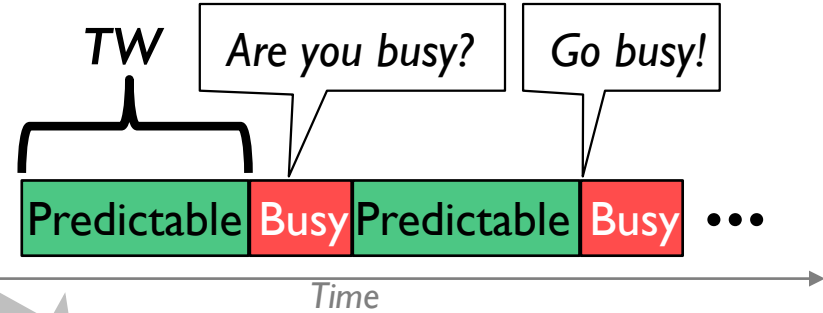 TW
Are you busy?
Go busy!
Predictable Busy Predictable Busy •••
Time